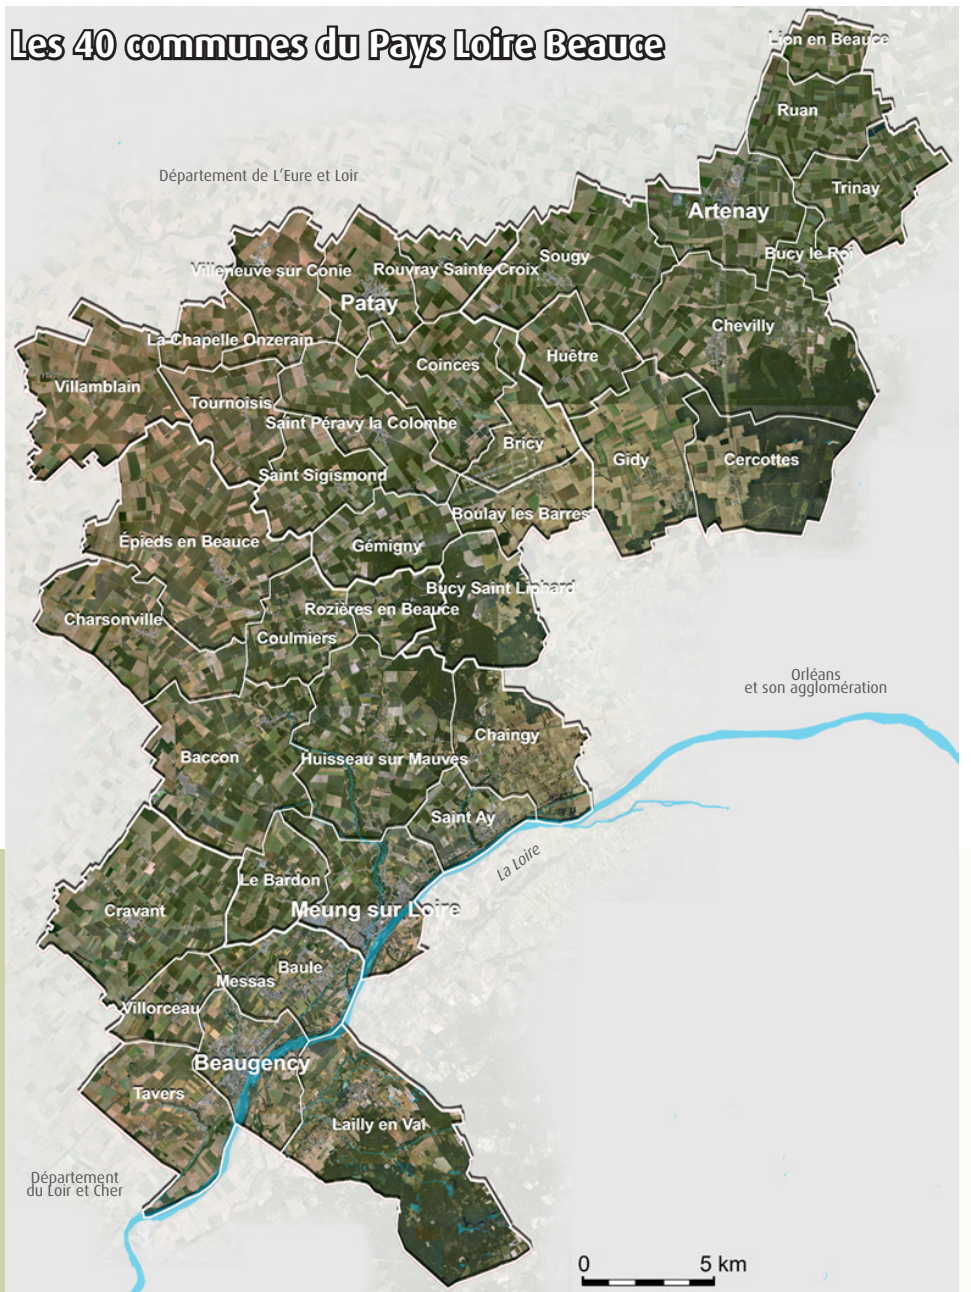 Les 40 communes du Pays Loire Beauce
Lion en Beauce
Ruan
Département de L'Eure et Loir
Trinay
Artenay
Bucy le Roi
Sougy
Villeneuve sur Conie
Rouvray Sainte Croix
Patay
Chevilly
La Chapelle Onzerain
Huêtre
Coinces
Villamblain
Tournoisis
Saint Péravy la Colombe
Bricy
Gidy
Cercottes
Saint Sigismond
Boulay les Barres
Épieds en Beauce
Gémigny
Bucy Saint Liphard
Rozières en Beauce
Charsonville
Coulmiers
Orléans
et son agglomération
Chaingy
Baccon
Huisseau sur Mauves
Saint Ay
La Loire
Le Bardon
Cravant
Meung sur Loire
Baule
Messas
Villorceau
Beaugency
Tavers
Lailly en Val
Département
du Loir et Cher
0 5 km